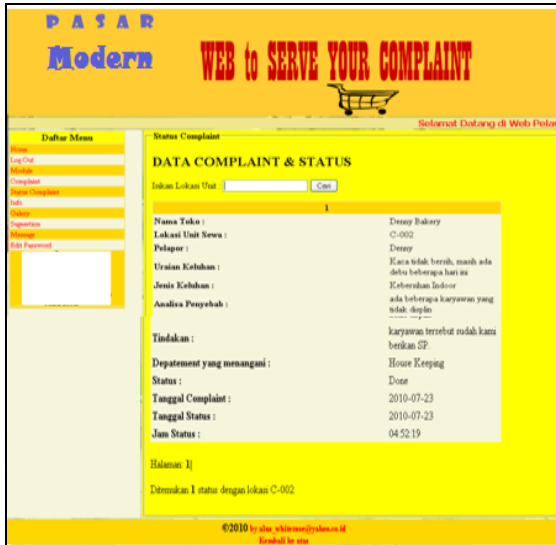 PASAR
Modern
WEB to SERVE YOUR COMPLAINT
Selamat Datang di Web Pela
Daftar Menu
Home
Log Out
Module
Complaint
Status Complaint
Info
Galery
Sugesstion
Message
Edit Password
Status Complaint
DATA COMPLAINT & STATUS
Isikan Lokasi Unit : Cari
1
Nama Toko : Denny Bakery
Lokasi Unit Sewa : C-002
Pelapor : Denny
Uraian Keluhan : Kaca tidak bersih, masih ada
debu beberapa hari ini
Jenis Keluhan : Kebersihan Indoor
Analisa Penyebab : ada beberapa karyawan yang
tidak displin
Tindakan : karyawan tersebut sudah kami
berikan SP.
Depatement yang menangani : House Keeping
Status : Done
Tanggal Complaint : 2010-07-23
Tanggal Status : 2010-07-23
Jam Status : 04:52:19
Halaman: 1|
Ditemukan 1 status dengan lokasi C-002
©2010 by
Kembali ke atas